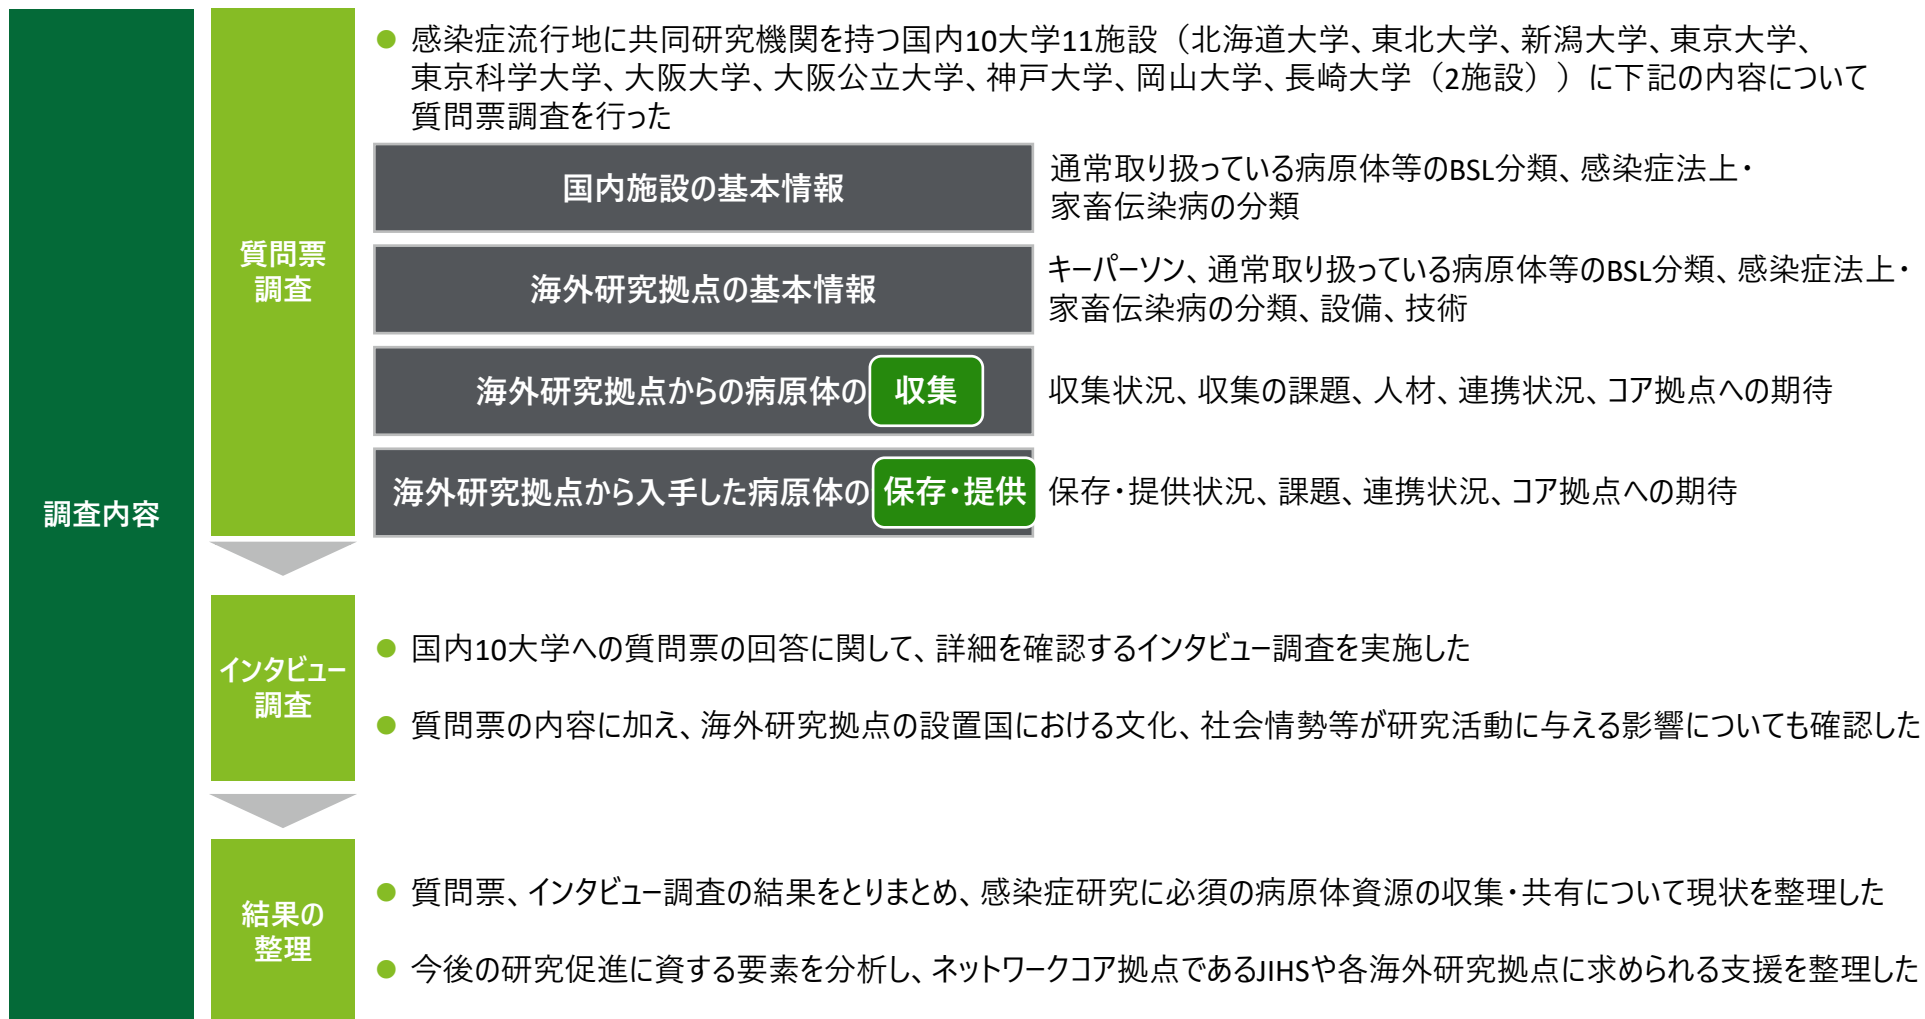 調査内容
質問票
調査
● 感染症流行地に共同研究機関を持つ国内10大学11施設（北海道大学、東北大学、新潟大学、東京大学、
東京科学大学、大阪大学、大阪公立大学、神戸大学、岡山大学、長崎大学（2施設））に下記の内容について
質問票調査を行った
国内施設の基本情報
通常取り扱っている病原体等のBSL分類、感染症法上・
家畜伝染病の分類
海外研究拠点の基本情報
キーパーソン、通常取り扱っている病原体等のBSL分類、感染症法上・
家畜伝染病の分類、設備、技術
海外研究拠点からの病原体の 収集
収集状況、収集の課題、人材、連携状況、コア拠点への期待
海外研究拠点から入手した病原体の 保存・提供
保存・提供状況、課題、連携状況、コア拠点への期待
インタビュー
調査
● 国内10大学への質問票の回答に関して、詳細を確認するインタビュー調査を実施した
● 質問票の内容に加え、海外研究拠点の設置国における文化、社会情勢等が研究活動に与える影響についても確認した
結果の
整理
● 質問票、インタビュー調査の結果をとりまとめ、感染症研究に必須の病原体資源の収集・共有について現状を整理した
● 今後の研究促進に資する要素を分析し、ネットワークコア拠点であるJIHSや各海外研究拠点に求められる支援を整理した